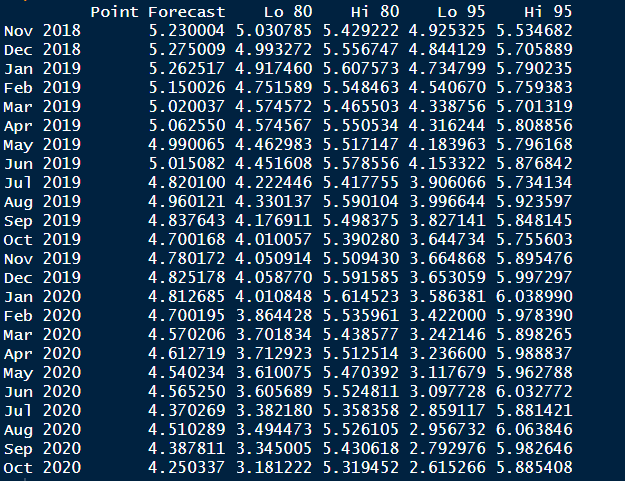 Point Forecast Lo 80 Hi 80 Lo 95 Hi 95
Nov 2018 5.230004 5.030785 5.429222 4.925325 5.534682
Dec 2018 5.275009 4.993272 5.556747 4.844129 5.705889
Jan 2019 5.262517 4.917460 5.607573 4.734799 5.790235
Feb 2019 5.150026 4.751589 5.548463 4.540670 5.759383
Mar 2019 5.020037 4.574572 5.465503 4.338756 5.701319
Apr 2019 5.062550 4.574567 5.550534 4.316244 5.808856
May 2019 4.990065 4.462983 5.517147 4.183963 5.796168
Jun 2019 5.015082 4.451608 5.578556 4.153322 5.876842
Jul 2019 4.820100 4.222446 5.417755 3.906066 5.734134
Aug 2019 4.960121 4.330137 5.590104 3.996644 5.923597
Sep 2019 4.837643 4.176911 5.498375 3.827141 5.848145
Oct 2019 4.700168 4.010057 5.390280 3.644734 5.755603
Nov 2019 4.780172 4.050914 5.509430 3.664868 5.895476
Dec 2019 4.825178 4.058770 5.591585 3.653059 5.997297
Jan 2020 4.812685 4.010848 5.614523 3.586381 6.038990
Feb 2020 4.700195 3.864428 5.535961 3.422000 5.978390
Mar 2020 4.570206 3.701834 5.438577 3.242146 5.898265
Apr 2020 4.612719 3.712923 5.512514 3.236600 5.988837
May 2020 4.540234 3.610075 5.470392 3.117679 5.962788
Jun 2020 4.565250 3.605689 5.524811 3.097728 6.032772
Jul 2020 4.370269 3.382180 5.358358 2.859117 5.881421
Aug 2020 4.510289 3.494473 5.526105 2.956732 6.063846
Sep 2020 4.387811 3.345005 5.430618 2.792976 5.982646
Oct 2020 4.250337 3.181222 5.319452 2.615266 5.885408